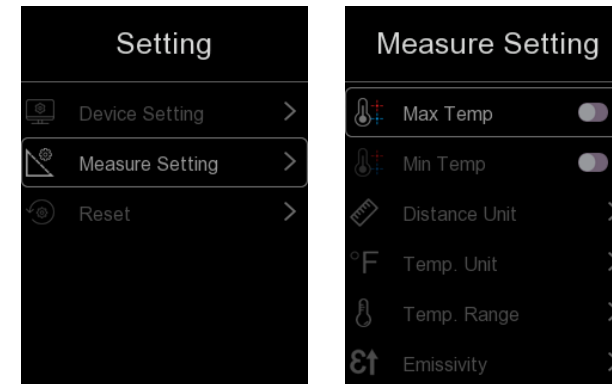 Setting
Device Setting
Measure Setting
Reset
Measure Setting
Max Temp
Min Temp
Distance Unit
°F Temp. Unit
Temp. Range
Ɛ↑ Emissivity